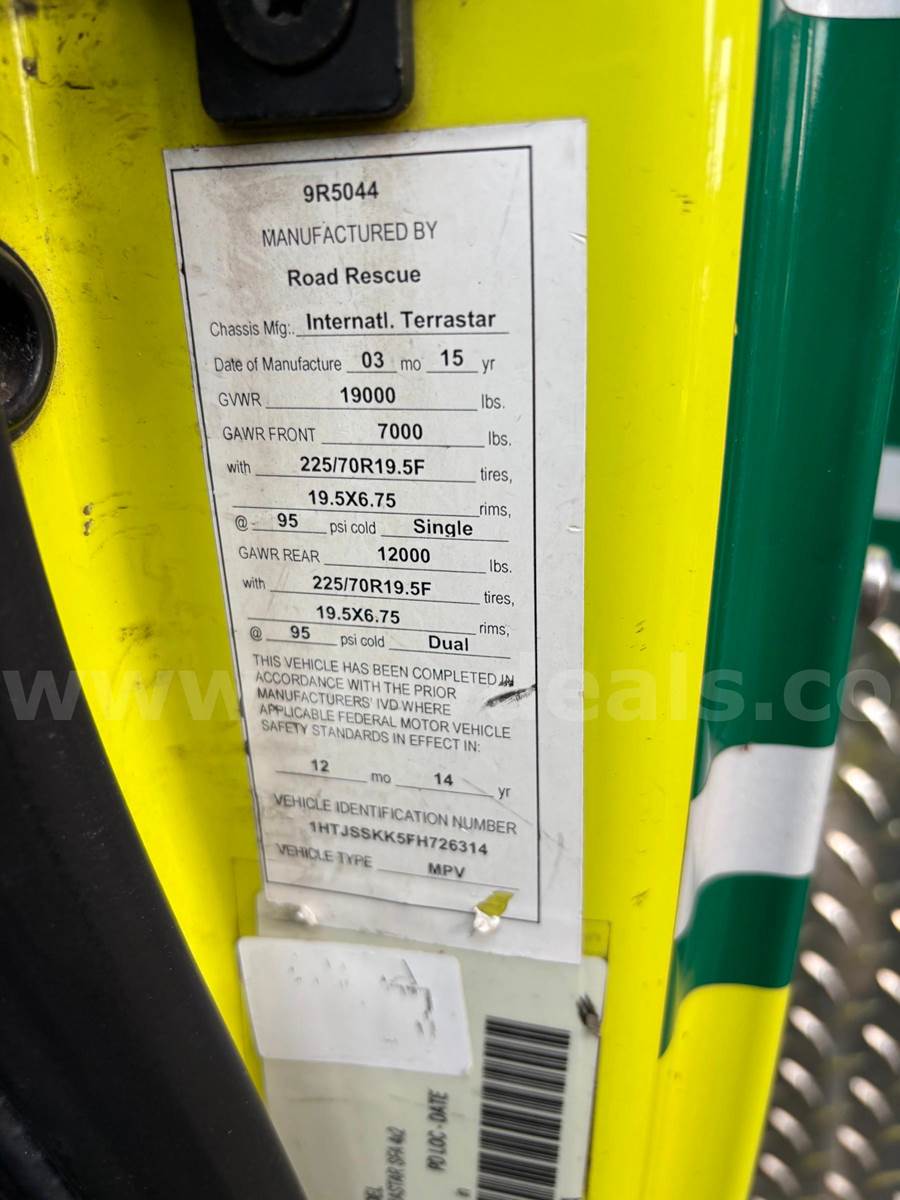 9R5044
MANUFACTURED BY
Road Rescue
Chassis Mfg:. Internatl. Terrastar
Date of Manufacture 03 mo 15 yr
GVWR 19000 lbs.
GAWR FRONT 7000 lbs.
with 225/70R19.5F tires,
19.5X6.75 rims,
@ 95 psi cold Single
GAWR REAR 12000 lbs.
with 225/70R19.5F tires,
19.5X6.75 rims,
@ 95 psi cold Dual
THIS VEHICLE HAS BEEN COMPLETED IN
ACCORDANCE WITH THE PRIOR
MANUFACTURERS' IVD WHERE
APPLICABLE FEDERAL MOTOR VEHICLE
SAFETY STANDARDS IN EFFECT IN:
12 mo 14 yr
VEHICLE IDENTIFICATION NUMBER
1HTJSSKK5FH726314
VEHICLE TYPE MPV
PD LOC - DATE